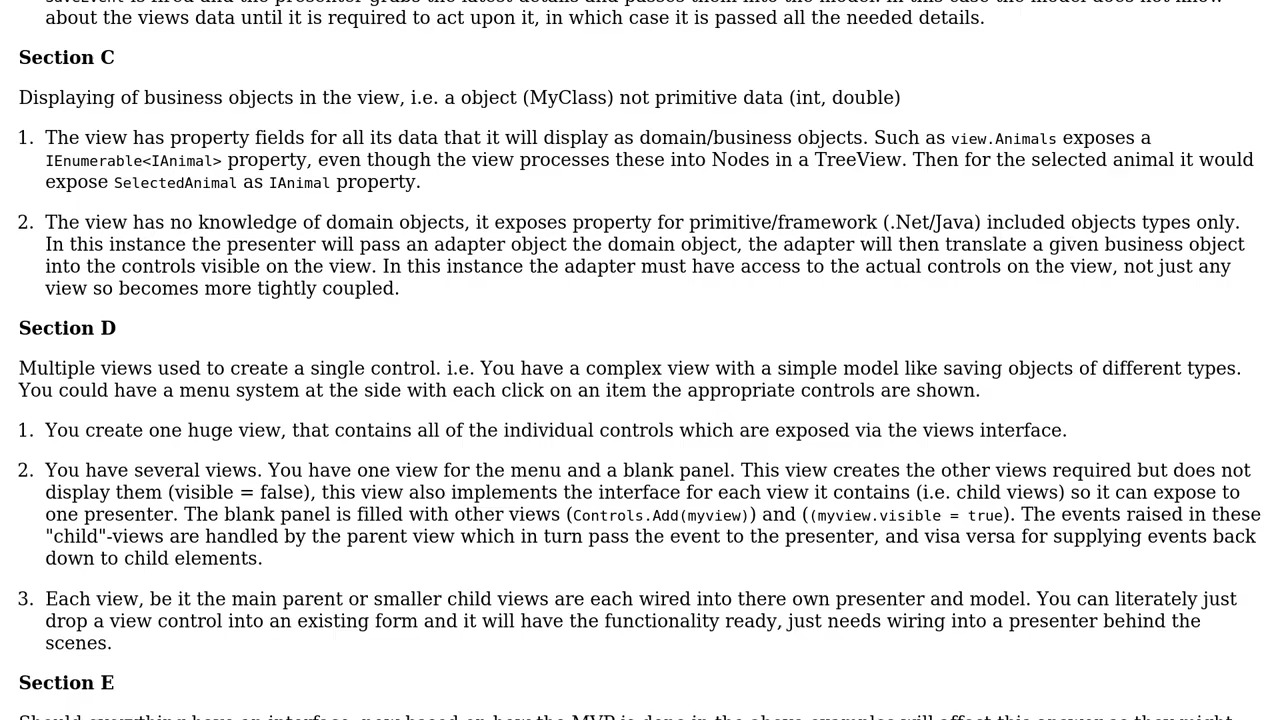 about the views data until it is required to act upon it, in which case it is passed all the needed details.
Section C
Displaying of business objects in the view, i.e. a object (MyClass) not primitive data (int, double)
1. The view has property fields for all its data that it will display as domain/business objects. Such as view.Animals exposes a
IEnumerable<IAnimal> property, even though the view processes these into Nodes in a TreeView. Then for the selected animal it would
expose SelectedAnimal as IAnimal property.
2. The view has no knowledge of domain objects, it exposes property for primitive/framework (.Net/Java) included objects types only.
In this instance the presenter will pass an adapter object the domain object, the adapter will then translate a given business object
into the controls visible on the view. In this instance the adapter must have access to the actual controls on the view, not just any
view so becomes more tightly coupled.
Section D
Multiple views used to create a single control. i.e. You have a complex view with a simple model like saving objects of different types.
You could have a menu system at the side with each click on an item the appropriate controls are shown.
1. You create one huge view, that contains all of the individual controls which are exposed via the views interface.
2. You have several views. You have one view for the menu and a blank panel. This view creates the other views required but does not
display them (visible = false), this view also implements the interface for each view it contains (i.e. child views) so it can expose to
one presenter. The blank panel is filled with other views (Controls.Add(myview)) and ((myview.visible = true). The events raised in these
"child"-views are handled by the parent view which in turn pass the event to the presenter, and visa versa for supplying events back
down to child elements.
3. Each view, be it the main parent or smaller child views are each wired into there own presenter and model. You can literately just
drop a view control into an existing form and it will have the functionality ready, just needs wiring into a presenter behind the
scenes.
Section E